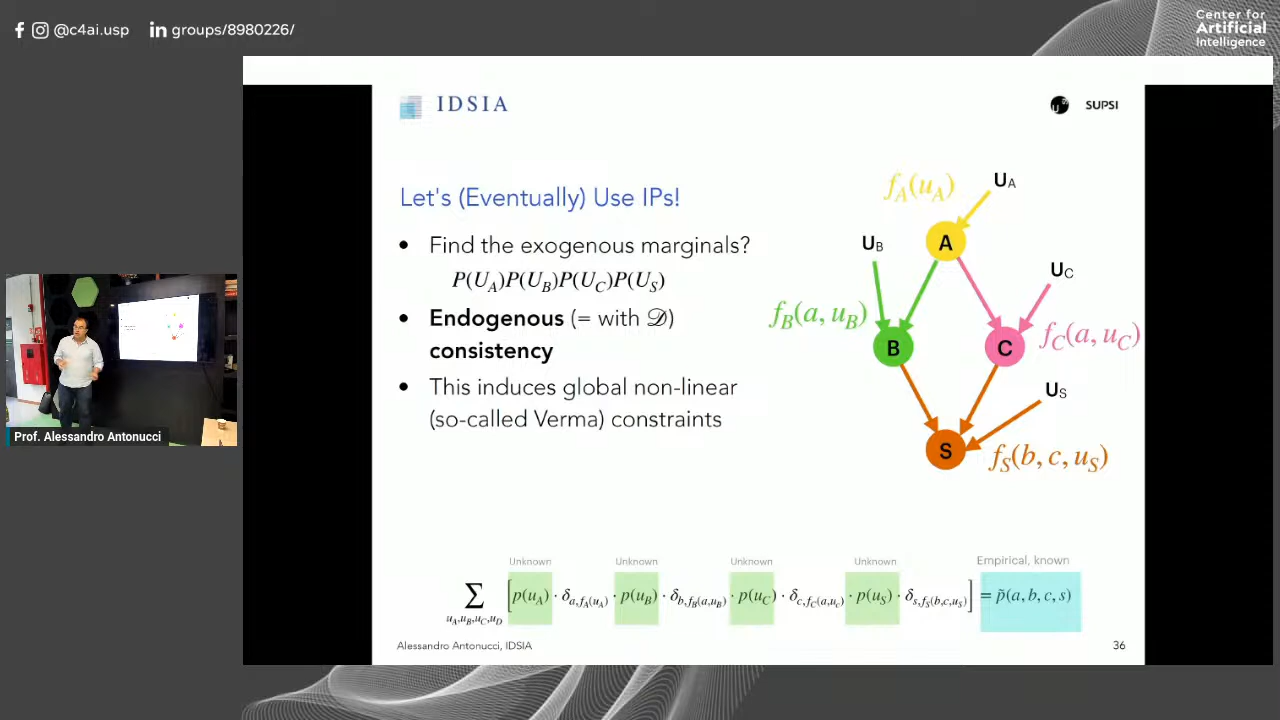 @c4ai.usp
groups/8980226/
Center for
Artificial
Intelligence
IDSIA
SUPSI
Let's (Eventually) Use IPs!
• Find the exogenous marginals?
P(U_A)P(U_B)P(U_C)P(U_S)
• Endogenous (= with 𝒟)
consistency
• This induces global non-linear
(so-called Verma) constraints
f_A(u_A)
U_A
U_B
A
U_C
f_B(a, u_B)
B
C
f_C(a, u_C)
U_S
S
f_S(b, c, u_S)
Prof. Alessandro Antonucci
Unknown Unknown Unknown Unknown Empirical, known
∑_{u_A,u_B,u_C,u_D} [p(u_A) · δ_{a,f_A(u_A)} · p(u_B) · δ_{b,f_B(a,u_B)} · p(u_C) · δ_{c,f_C(a,u_c)} · p(u_S) · δ_{s,f_S(b,c,u_S)}] = p̃(a, b, c, s)
Alessandro Antonucci, IDSIA
36